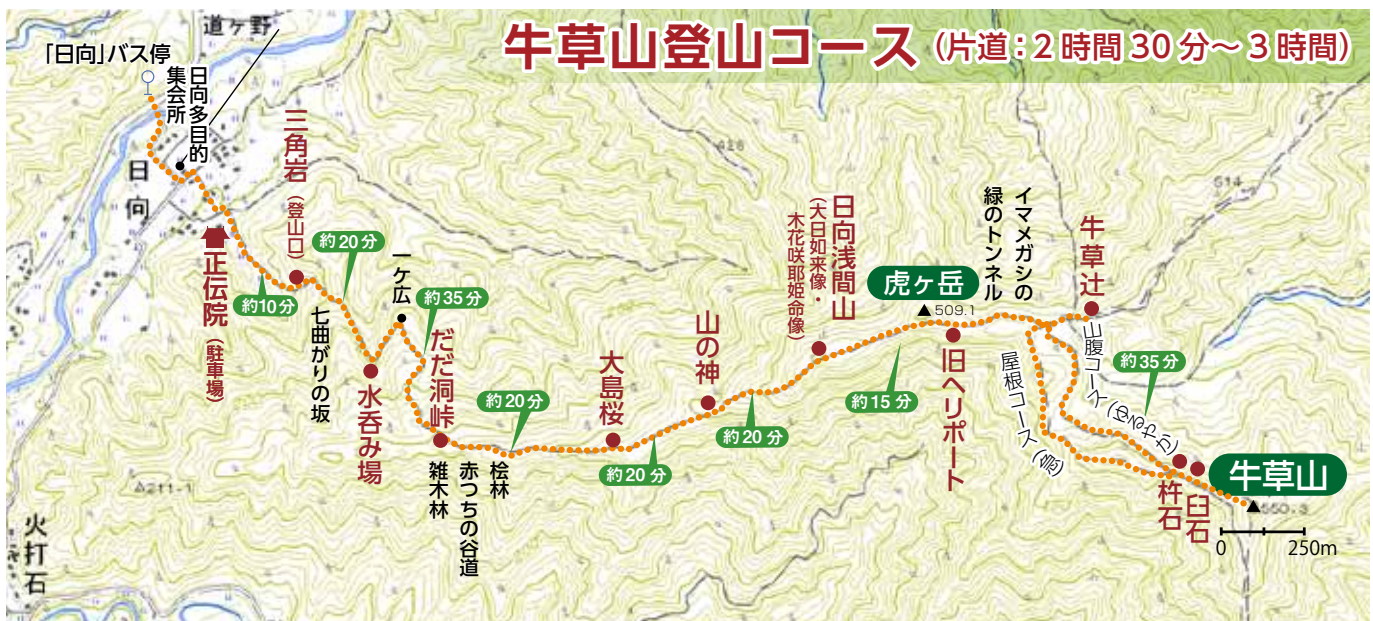 牛草山登山コース(片道:2時間30分~3時間)
道ヶ野
「日向」バス停
日向多目的
集会所
日向
正伝院(駐車場)
約10分
三角岩(登山口)
約20分
七曲がりの坂
水呑み場
一ヶ広
約35分
だだ洞峠
雑木林
赤つちの谷道
桧林
約20分
大島桜
約20分
山の神
約20分
日向浅間山
(大日如来像・
木花咲耶姫命像)
約15分
虎ヶ岳
509.1
旧ヘリポート
イマメガシの
緑のトンネル
牛草辻
山腹コース(ゆるやか)
約35分
屋根コース(急)
杵石
臼石
牛草山
550.3
0 250m
418
514
211.1
火打石